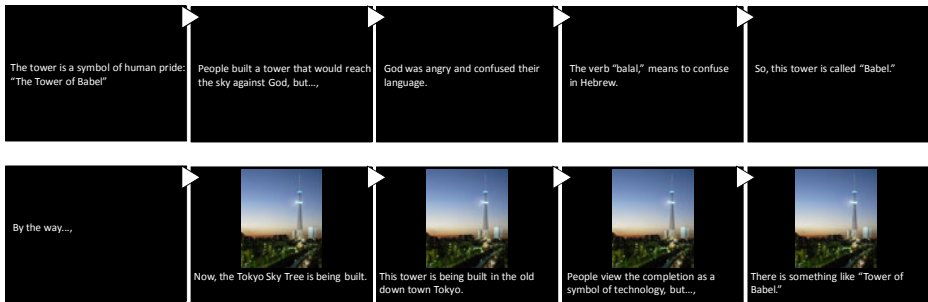 The tower is a symbol of human pride:
“The Tower of Babel”
People built a tower that would reach
the sky against God, but...,
God was angry and confused their
language.
The verb “balal,” means to confuse
in Hebrew.
So, this tower is called “Babel.”
By the way...,
Now, the Tokyo Sky Tree is being built.
This tower is being built in the old
down town Tokyo.
People view the completion as a
symbol of technology, but...,
There is something like “Tower of
Babel.”